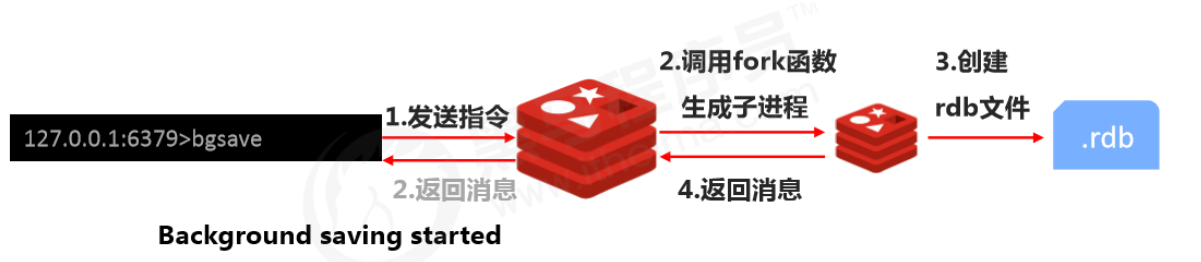 127.0.0.1:6379>bgsave
1.发送指令
2.返回消息
Background saving started
2.调用fork函数
生成子进程
4.返回消息
3.创建
rdb文件
.rdb